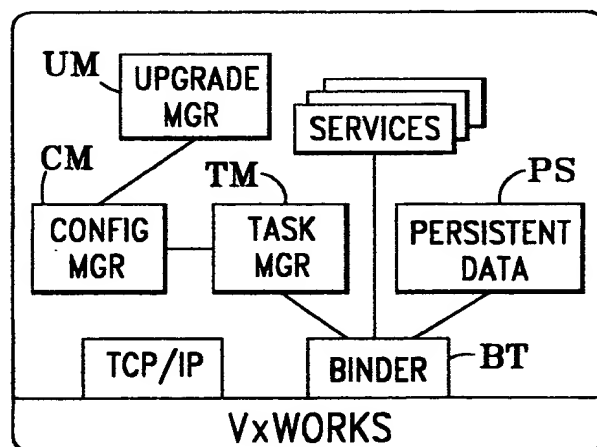 UM
UPGRADE
MGR
SERVICES
CM
TM
PS
CONFIG
MGR
TASK
MGR
PERSISTENT
DATA
TCP/IP
BINDER
BT
VxWORKS